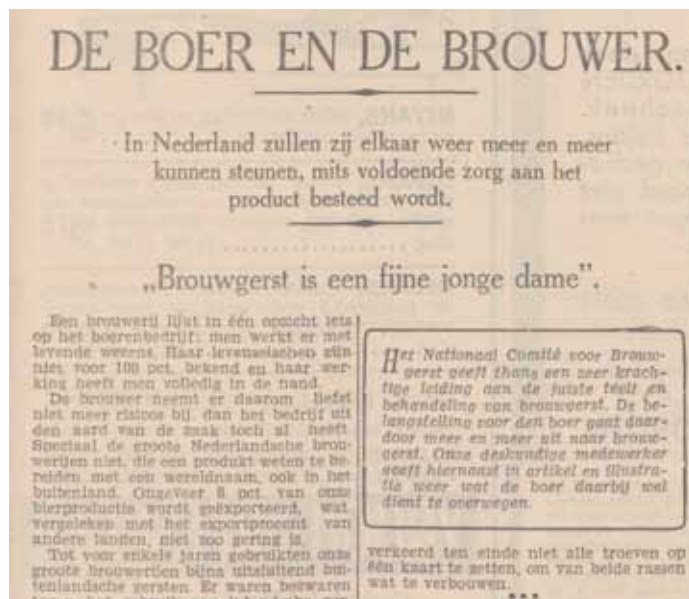 DE BOER EN DE BROUWER.
In Nederland zullen zij elkaar weer meer en meer
kunnen steunen, mits voldoende zorg aan het
product besteed wordt.
„Brouwgerst is een fijne jonge dame”.
Een brouwerij lijkt in één opzicht iets
op het boerenbedrijf: men werkt er met
levende wezens. Haar levenseischen zijn
niet voor 100 pct. bekend en haar wer-
king heeft men volledig in de hand.
De brouwer neemt er daarom liefst
niet meer risicos bij, dan het bedrijf uit
den aard van de zaak toch al heeft
Speciaal de groote Nederlandsche brou-
werijen niet, die een produkt weten te be-
reiden met een wereldnaam, ook in het
buitenland. Ongeveer 8 pct. van onze
bierproductie wordt geëxporteerd, wat
vergeleken met het exportprocent van
andere landen, niet zoo gering is.
Tot voor enkele jaren gebruikten onze
groote brouwerijen bijna uitsluitend bui-
tenlandsche gersten. Er waren bezwaren
Het Nationaal Comité voor Brouw-
gerst geeft thans een zeer krach-
tige leiding aan de juiste teelt en
behandeling van brouwgerst. De be-
langstelling voor den boer gaat daar-
door meer en meer uit naar brouw-
gerst. Onze deskundige medewerker
geeft hiernaast in artikel en illustra-
tie weer wat de boer daarbij wel
dient te overwegen.
verkeerd ten einde niet alle troeven op
één kaart te zetten, om van beide rassen
wat te verbouwen.
***